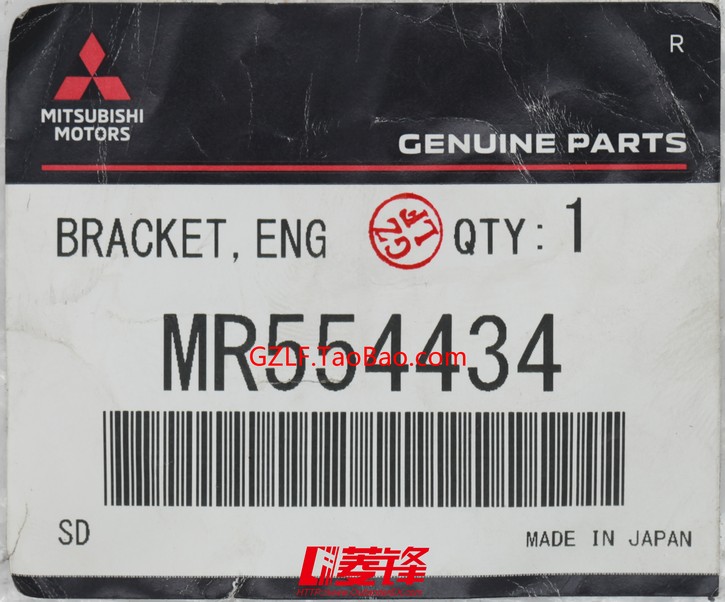 R
MITSUBISHI
MOTORS
GENUINE PARTS
BRACKET, ENG
GZLF
QTY: 1
MR554434
GZLF.TaoBao.com
SD
MADE IN JAPAN
菱锋